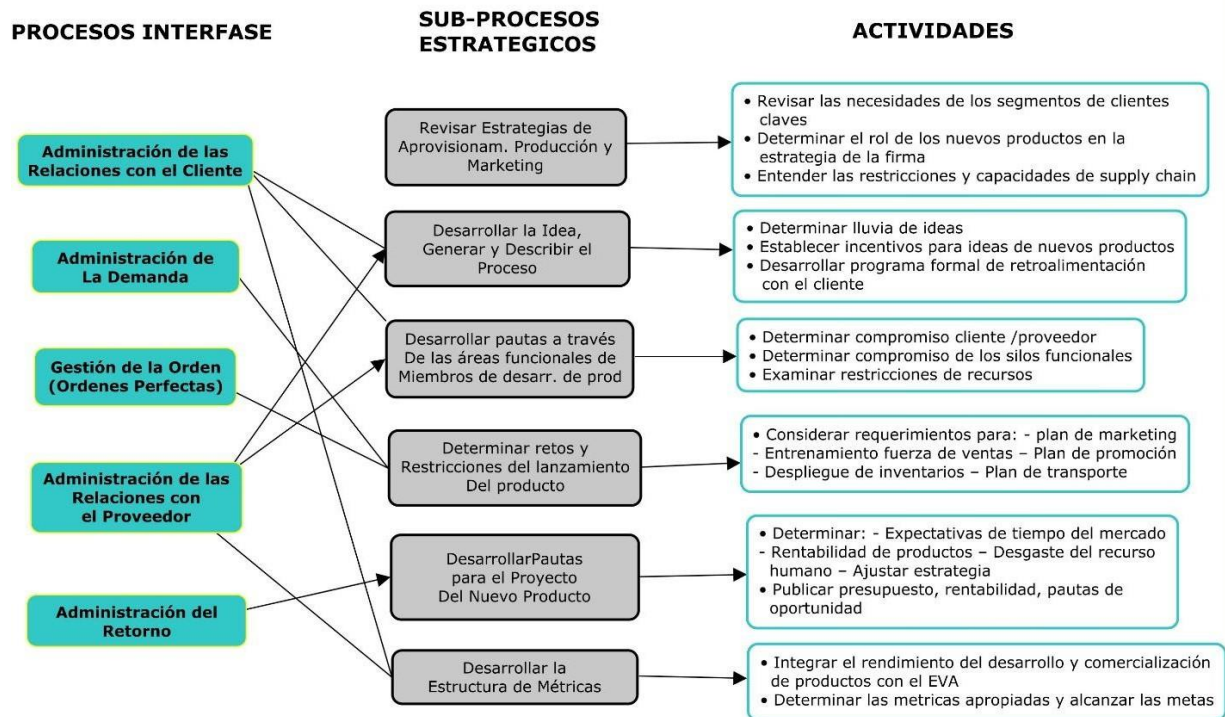 PROCESOS INTERFASE
SUB-PROCESOS
ESTRATEGICOS
ACTIVIDADES
Administración de las
Relaciones con el Cliente
Administración de
La Demanda
Gestión de la Orden
(Ordenes Perfectas)
Administración de las
Relaciones con
el Proveedor
Administración del
Retorno
Revisar Estrategias de
Aprovisionam. Producción y
Marketing
Desarrollar la Idea,
Generar y Describir el
Proceso
Desarrollar pautas a través
De las áreas funcionales de
Miembros de desarr. de prod
Determinar retos y
Restricciones del lanzamiento
Del producto
DesarrollarPautas
para el Proyecto
Del Nuevo Producto
Desarrollar la
Estructura de Métricas
• Revisar las necesidades de los segmentos de clientes
claves
• Determinar el rol de los nuevos productos en la
estrategia de la firma
• Entender las restricciones y capacidades de supply chain
• Determinar lluvia de ideas
• Establecer incentivos para ideas de nuevos productos
• Desarrollar programa formal de retroalimentación
con el cliente
• Determinar compromiso cliente /proveedor
• Determinar compromiso de los silos funcionales
• Examinar restricciones de recursos
• Considerar requerimientos para: - plan de marketing
- Entrenamiento fuerza de ventas – Plan de promoción
- Despliegue de inventarios – Plan de transporte
• Determinar: - Expectativas de tiempo del mercado
- Rentabilidad de productos – Desgaste del recurso
humano – Ajustar estrategia
• Publicar presupuesto, rentabilidad, pautas de
oportunidad
• Integrar el rendimiento del desarrollo y comercialización
de productos con el EVA
• Determinar las metricas apropiadas y alcanzar las metas